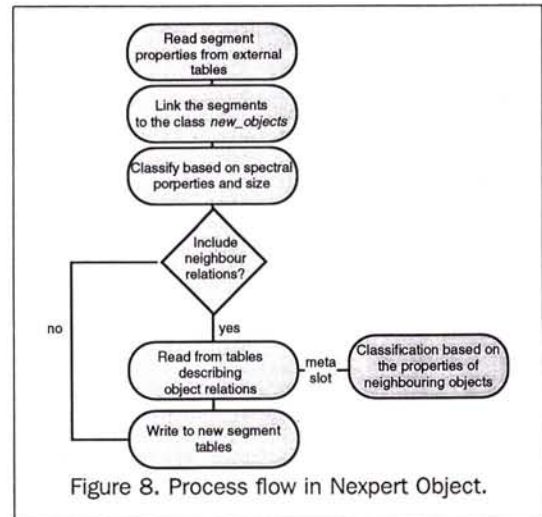 Read segment
properties from external
tables
Link the segments
to the class new_objects
Classify based on spectral
porperties and size
Include
neighbour
relations?
no
yes
Read from tables
describing
object relations
meta
slot
Classification based on
the properties of
neighbouring objects
Write to new segment
tables
Figure 8. Process flow in Nexpert Object.